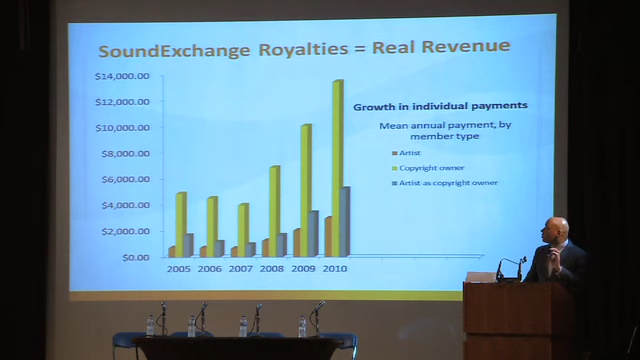 SoundExchange Royalties = Real Revenue
$14,000.00
$12,000.00
$10,000.00
$8,000.00
$6,000.00
$4,000.00
$2,000.00
$0.00
2005 2006 2007 2008 2009 2010
Growth in individual payments
Mean annual payment, by
member type
Artist
Copyright owner
Artist as copyright owner